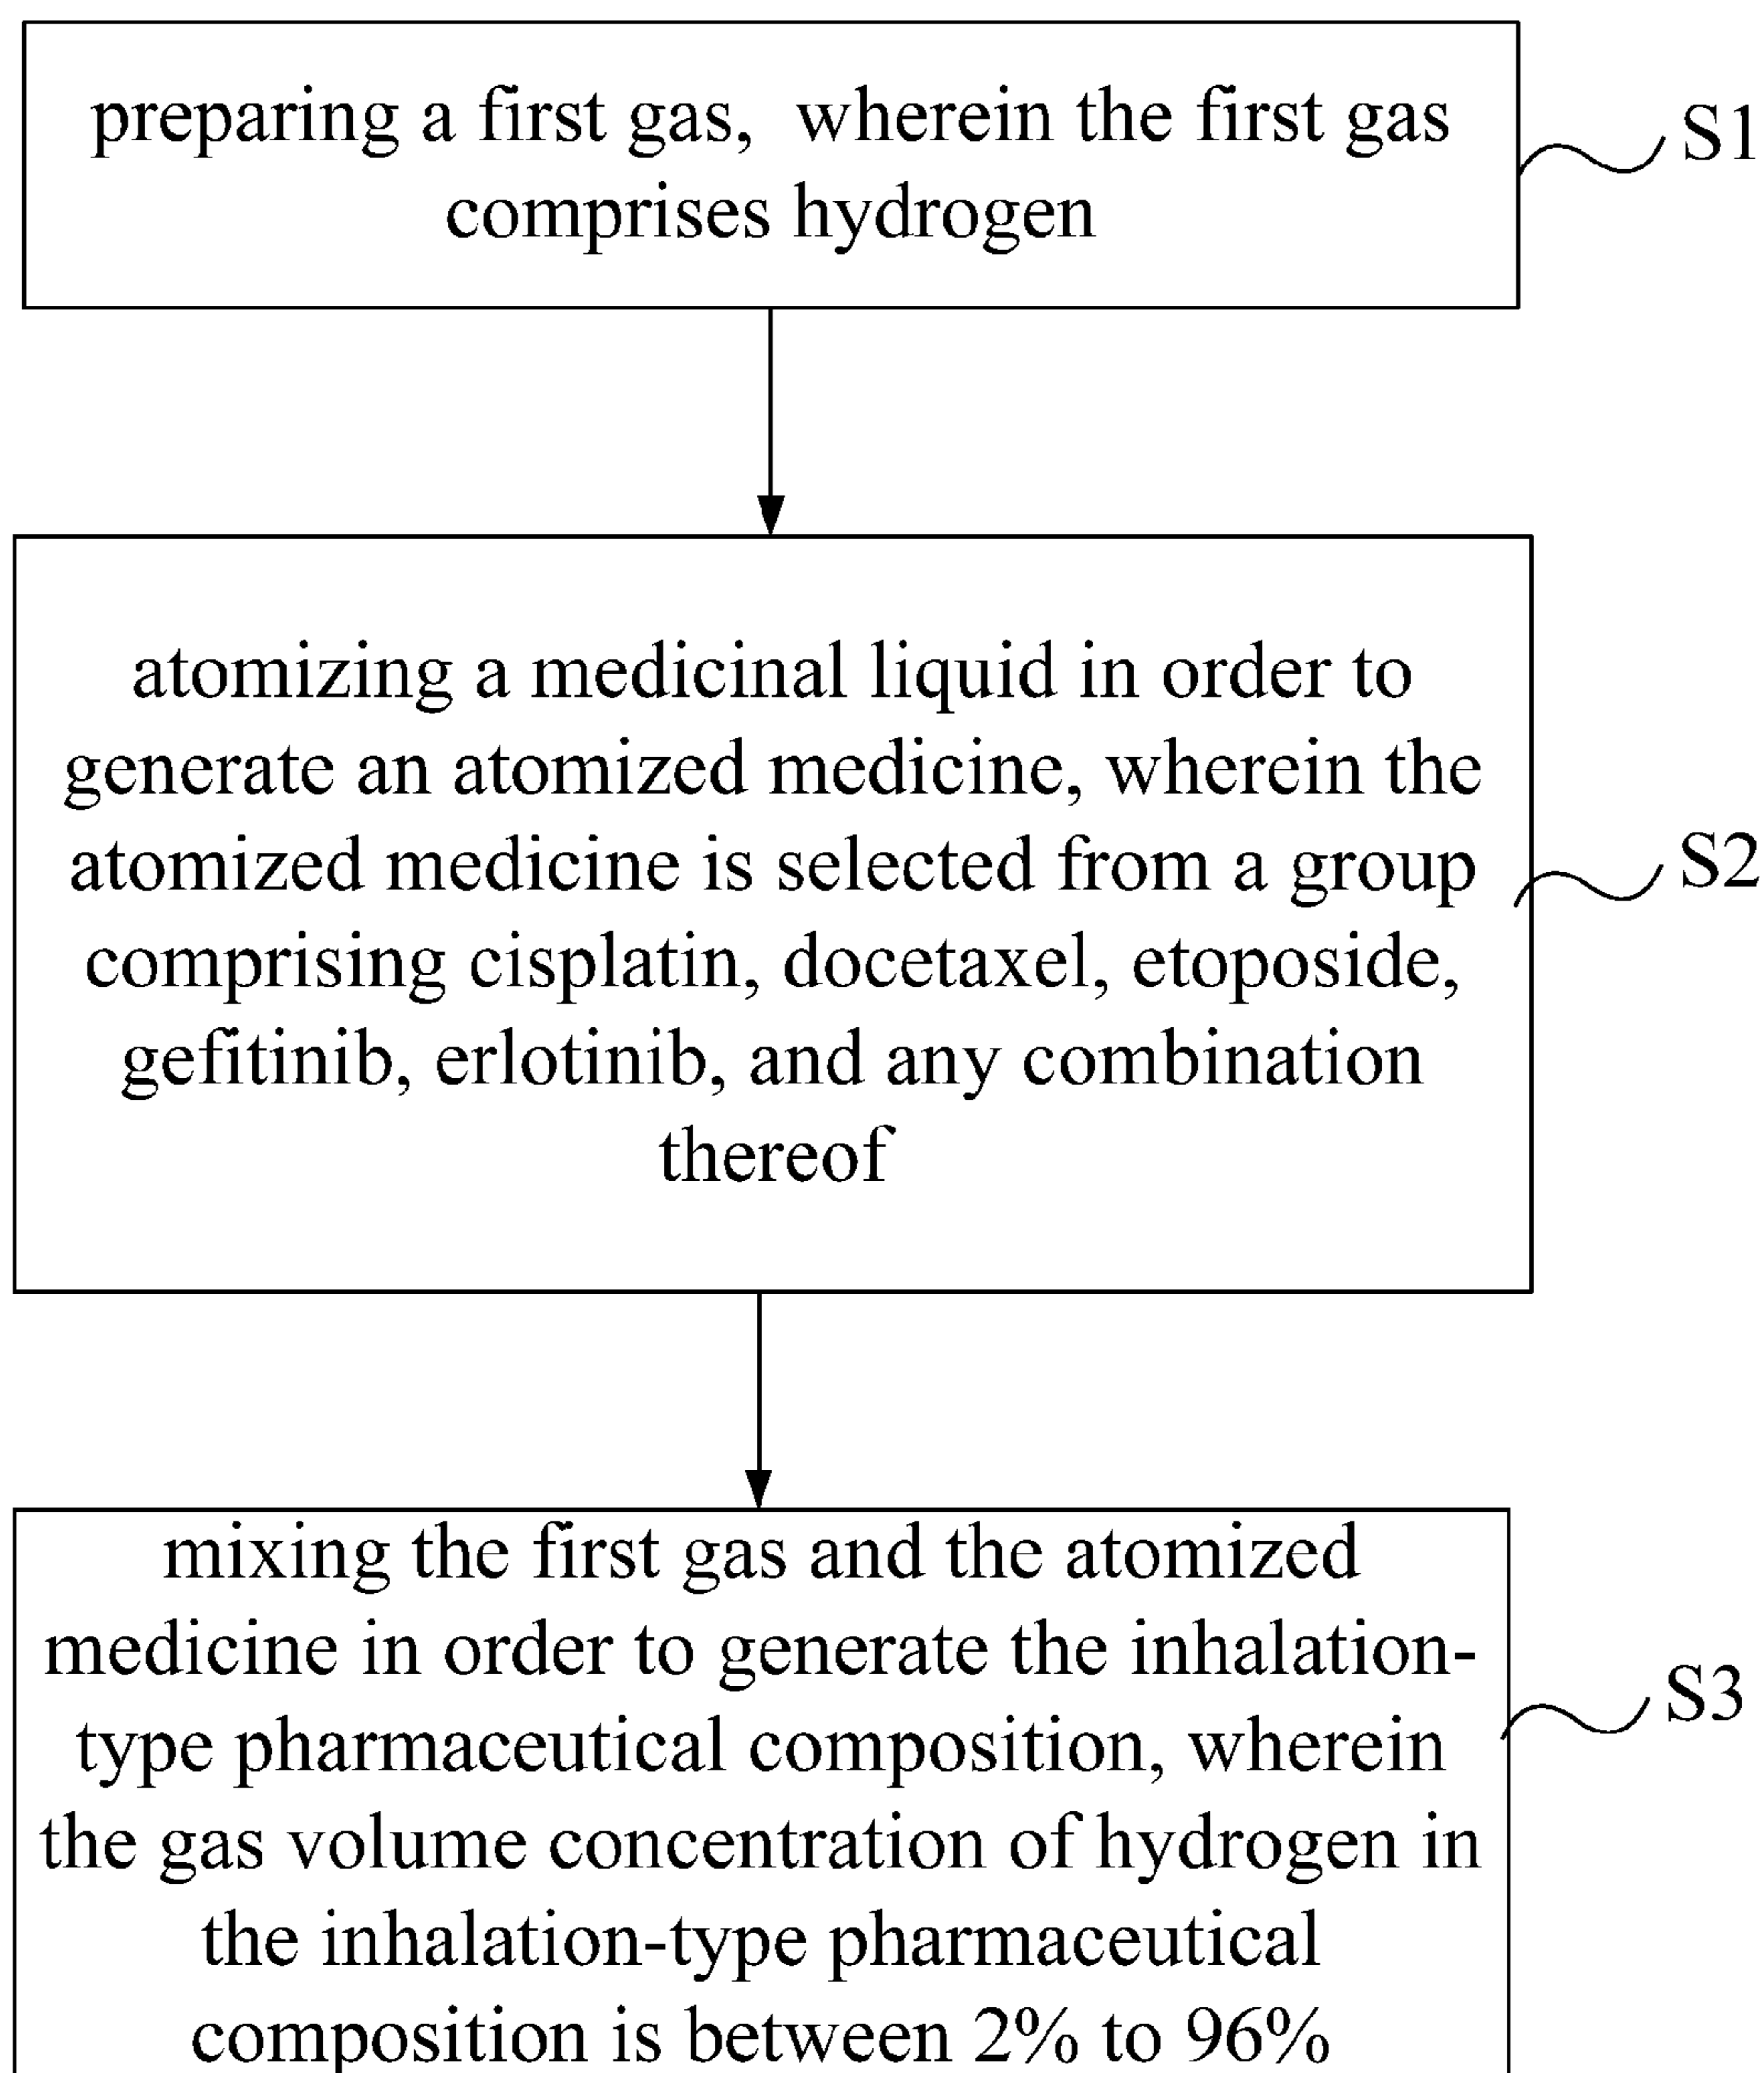 preparing a first gas, wherein the first gas
comprises hydrogen
S1
atomizing a medicinal liquid in order to
generate an atomized medicine, wherein the
atomized medicine is selected from a group
comprising cisplatin, docetaxel, etoposide,
gefitinib, erlotinib, and any combination
thereof
S2
mixing the first gas and the atomized
medicine in order to generate the inhalation-
type pharmaceutical composition, wherein
the gas volume concentration of hydrogen in
the inhalation-type pharmaceutical
composition is between 2% to 96%
S3